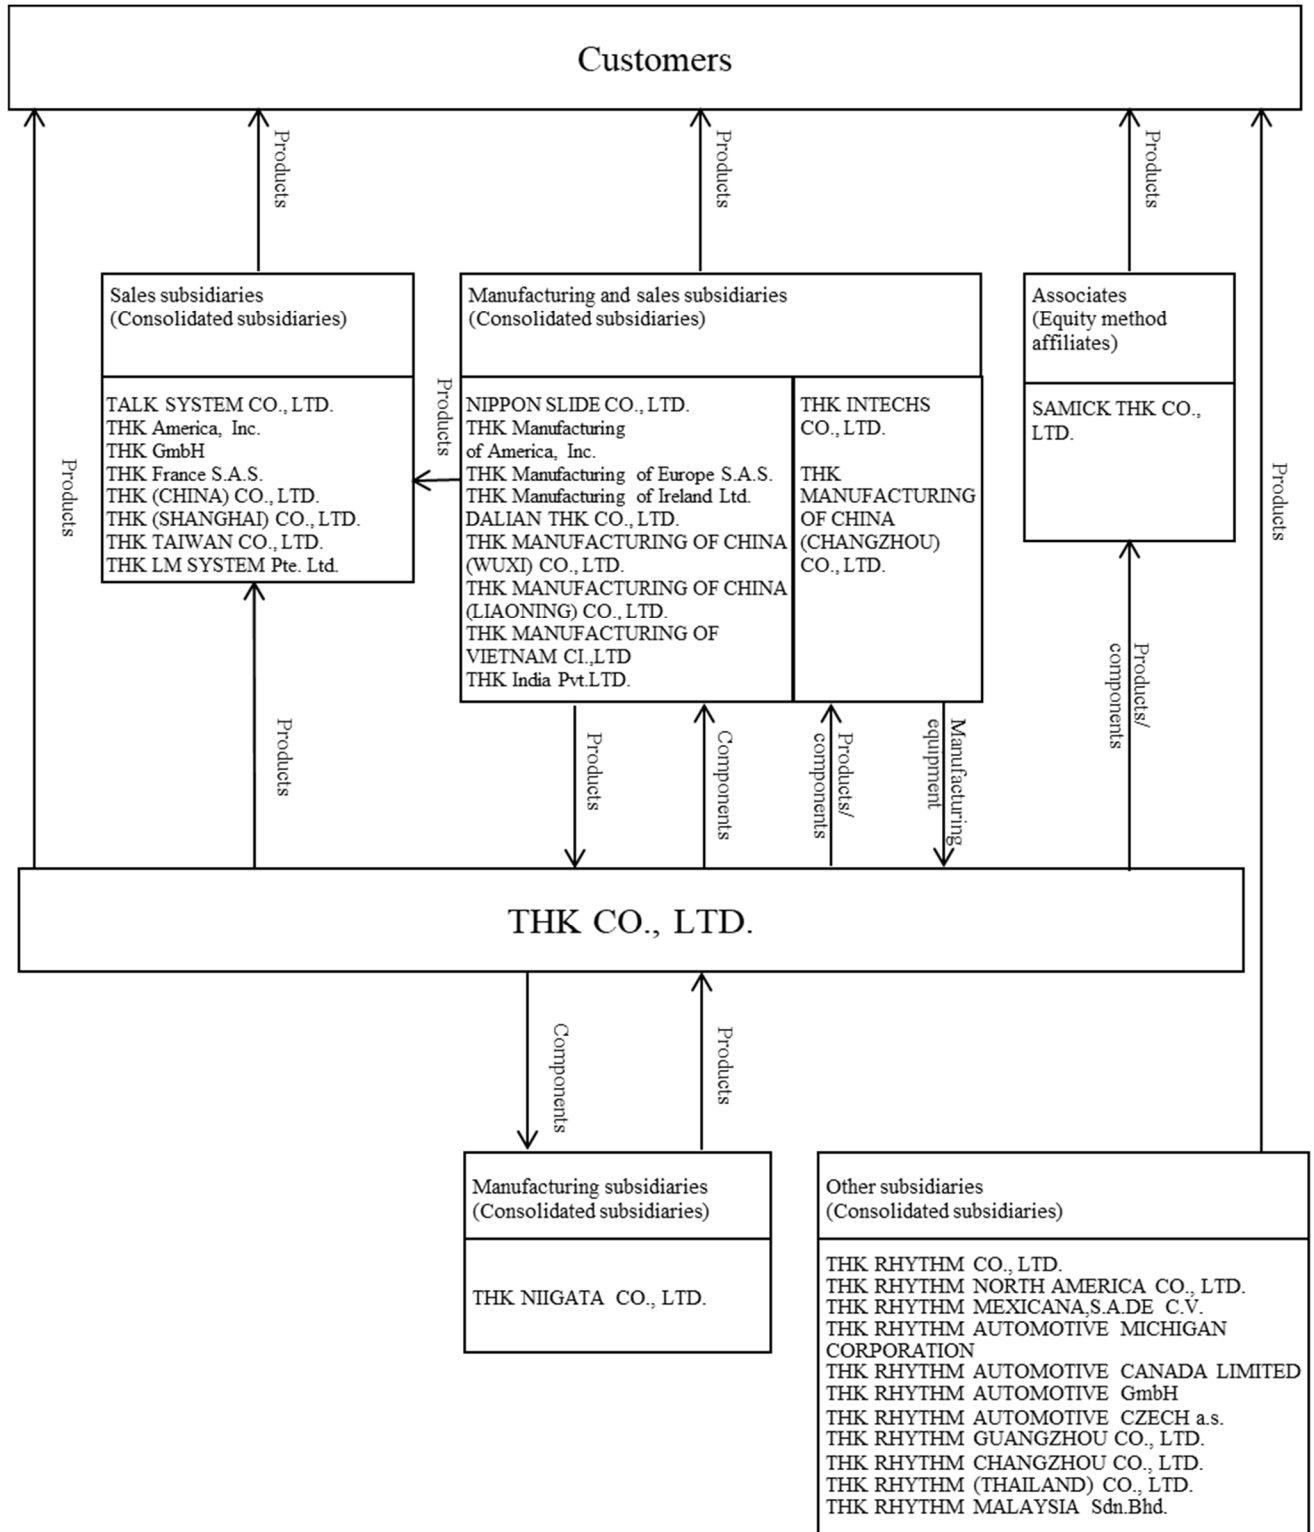 Customers
Products
Products
Products
Sales subsidiaries
(Consolidated subsidiaries)
Manufacturing and sales subsidiaries
(Consolidated subsidiaries)
Associates
(Equity method
affiliates)
TALK SYSTEM CO., LTD.
THK America, Inc.
THK GmbH
THK France S.A.S.
THK (CHINA) CO., LTD.
THK (SHANGHAI) CO., LTD.
THK TAIWAN CO., LTD.
THK LM SYSTEM Pte. Ltd.
Products
NIPPON SLIDE CO., LTD.
THK Manufacturing
of America, Inc.
THK Manufacturing of Europe S.A.S.
THK Manufacturing of Ireland Ltd.
DALIAN THK CO., LTD.
THK MANUFACTURING OF CHINA
(WUXI) CO., LTD.
THK MANUFACTURING OF CHINA
(LIAONING) CO., LTD.
THK MANUFACTURING OF
VIETNAM CI.,LTD
THK India Pvt.LTD.
THK INTECHS
CO., LTD.
THK
MANUFACTURING
OF CHINA
(CHANGZHOU)
CO., LTD.
SAMICK THK CO.,
LTD.
Products
Products
Products
Products
Components
Products/
components
Manufacturing
equipment
Products/
components
THK CO., LTD.
Components
Products
Manufacturing subsidiaries
(Consolidated subsidiaries)
THK NIIGATA CO., LTD.
Other subsidiaries
(Consolidated subsidiaries)
THK RHYTHM CO., LTD.
THK RHYTHM NORTH AMERICA CO., LTD.
THK RHYTHM MEXICANA,S.A.DE C.V.
THK RHYTHM AUTOMOTIVE MICHIGAN
CORPORATION
THK RHYTHM AUTOMOTIVE CANADA LIMITED
THK RHYTHM AUTOMOTIVE GmbH
THK RHYTHM AUTOMOTIVE CZECH a.s.
THK RHYTHM GUANGZHOU CO., LTD.
THK RHYTHM CHANGZHOU CO., LTD.
THK RHYTHM (THAILAND) CO., LTD.
THK RHYTHM MALAYSIA Sdn.Bhd.